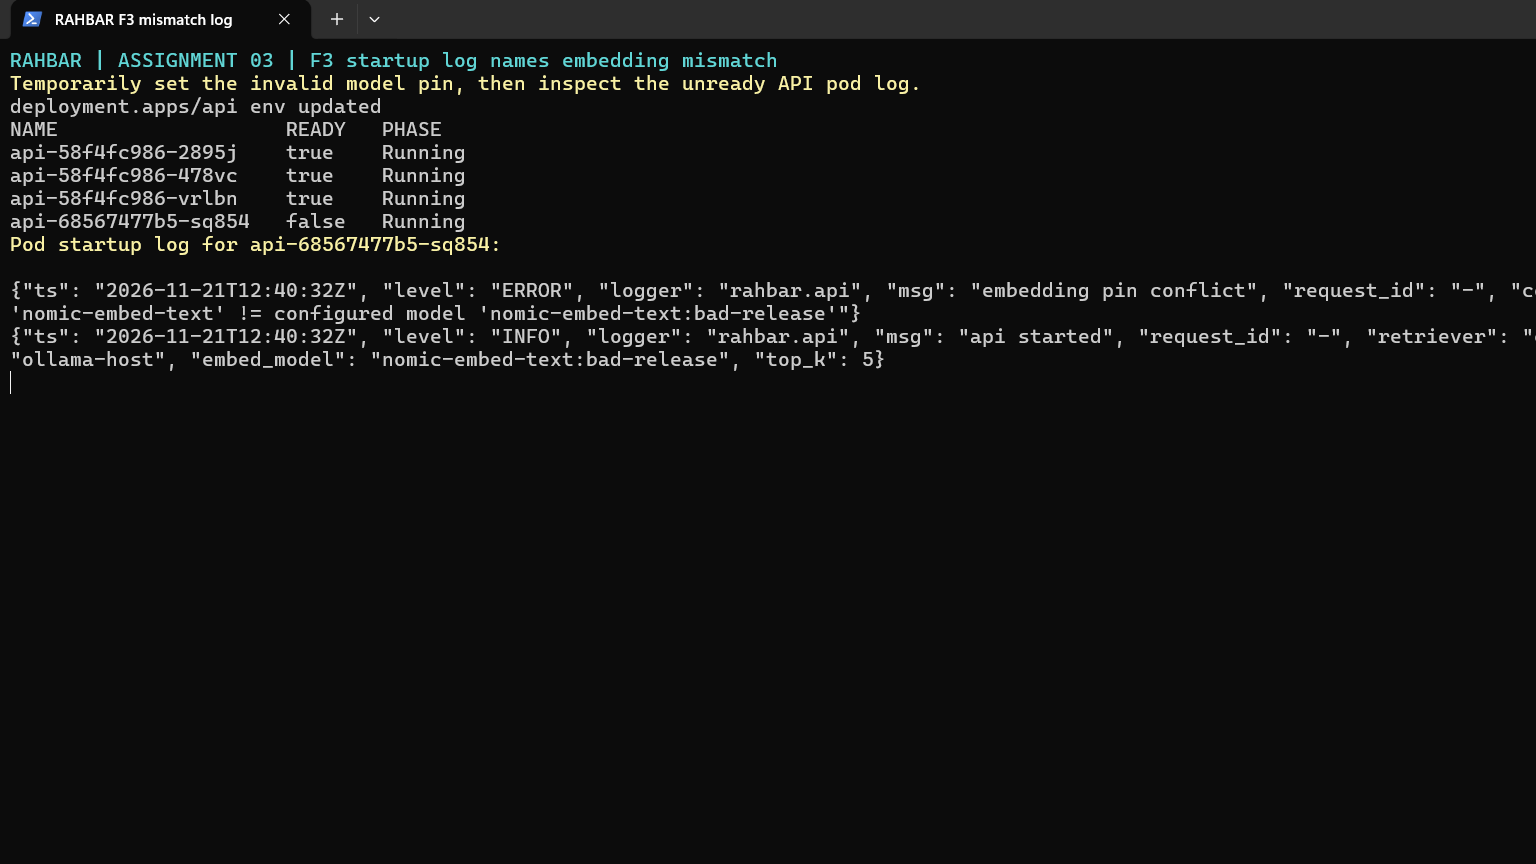 RAHBAR F3 mismatch log
RAHBAR | ASSIGNMENT 03 | F3 startup log names embedding mismatch
Temporarily set the invalid model pin, then inspect the unready API pod log.
deployment.apps/api env updated
NAME                   READY   PHASE
api-58f4fc986-2895j    true    Running
api-58f4fc986-478vc    true    Running
api-58f4fc986-vrlbn    true    Running
api-68567477b5-sq854   false   Running
Pod startup log for api-68567477b5-sq854:
{"ts": "2026-11-21T12:40:32Z", "level": "ERROR", "logger": "rahbar.api", "msg": "embedding pin conflict", "request_id": "-",
'nomic-embed-text' != configured model 'nomic-embed-text:bad-release'"}
{"ts": "2026-11-21T12:40:32Z", "level": "INFO", "logger": "rahbar.api", "msg": "api started", "request_id": "-", "retriever":
"ollama-host", "embed_model": "nomic-embed-text:bad-release", "top_k": 5}